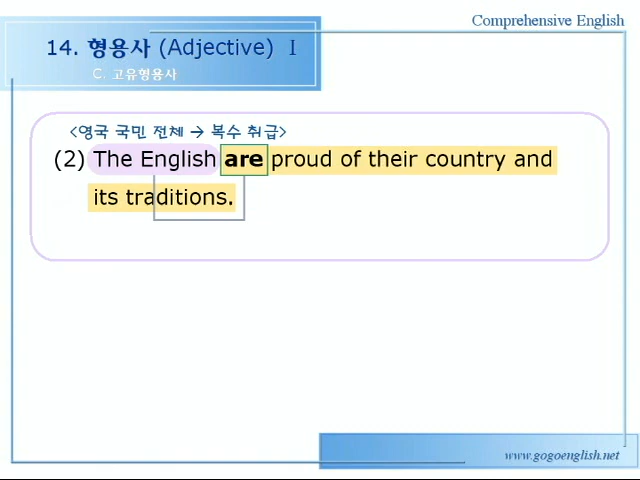 Comprehensive English
14. 형용사 (Adjective) I
C. 고유형용사
<영국 국민 전체 → 복수 취급>
(2) The English are proud of their country and
its traditions.
www.gogoenglish.net